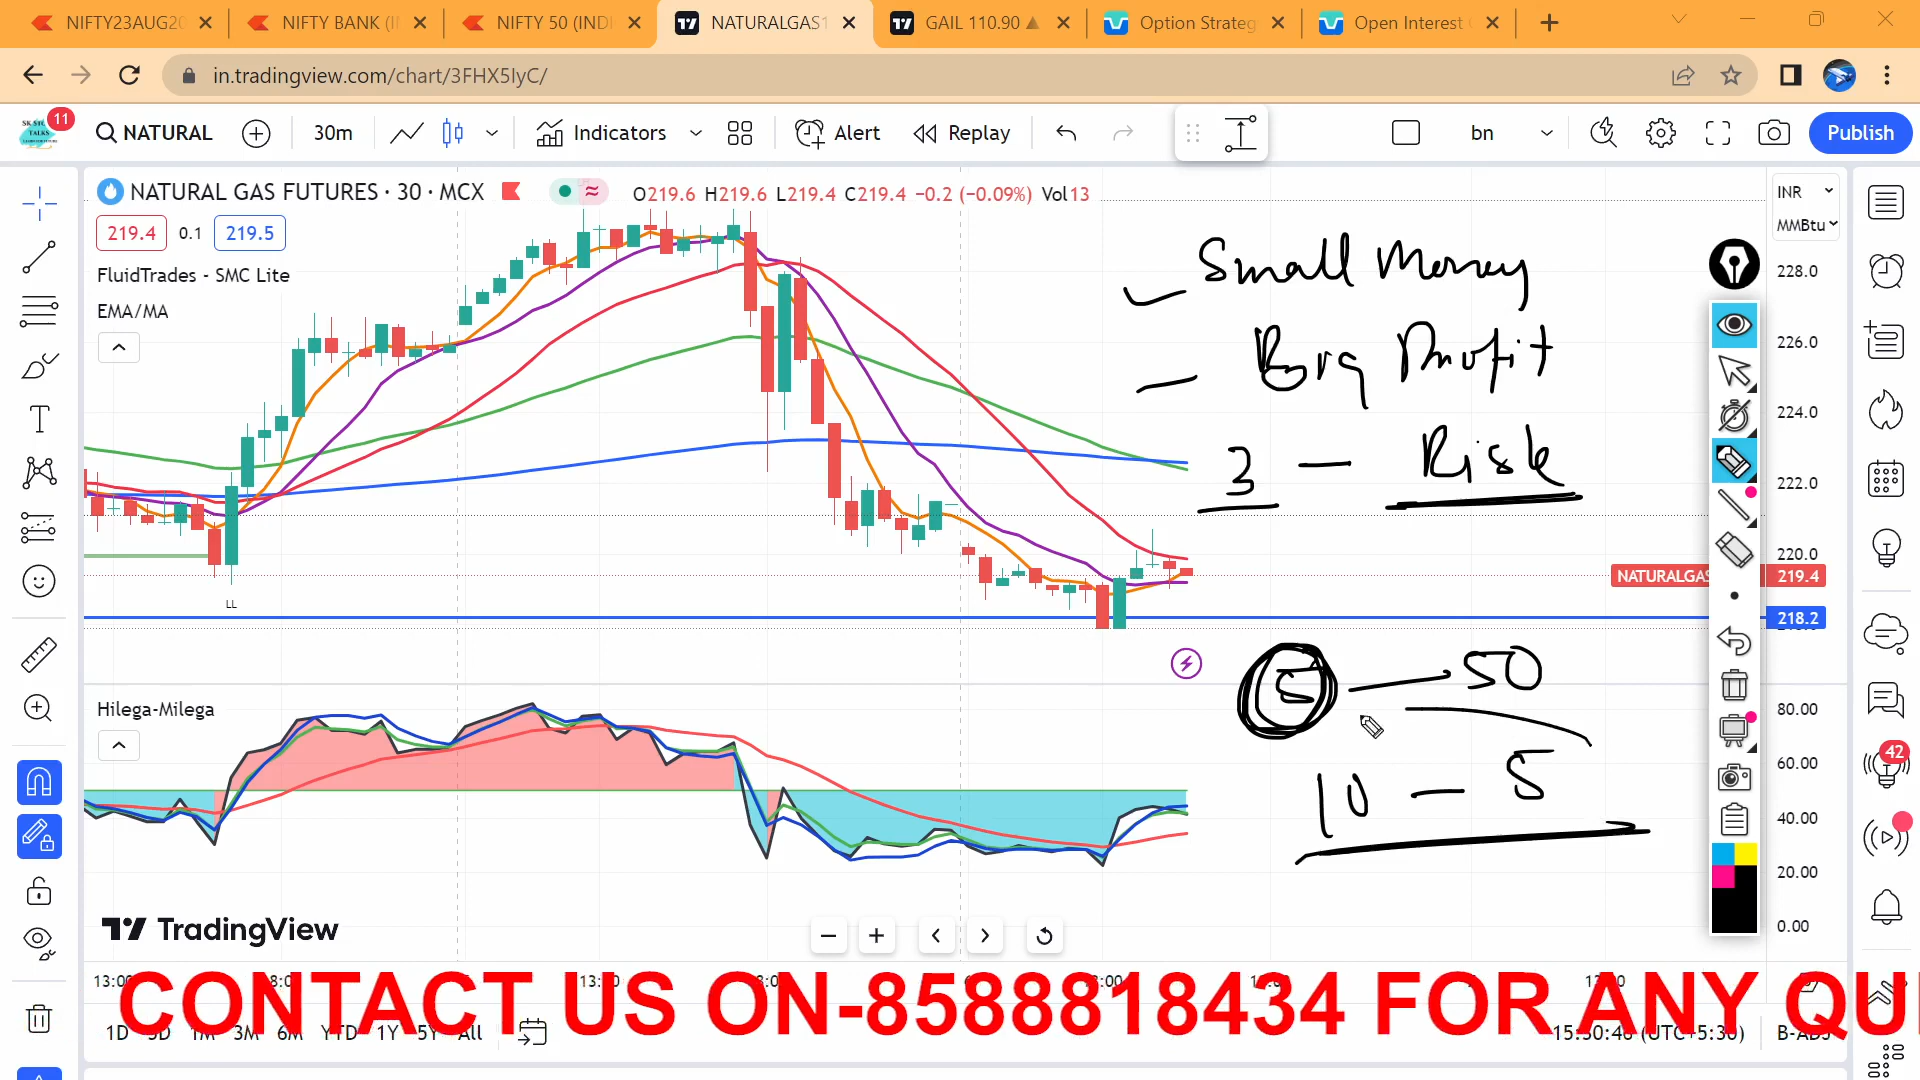 NIFTY23AUG20
NIFTY BANK (I
NIFTY 50 (INDI
NATURALGAS1
GAIL 110.90
Option Strateg
Open Interest
in.tradingview.com/chart/3FHX5IyC/
11
NATURAL
30m
Indicators
Alert
Replay
bn
Publish
NATURAL GAS FUTURES · 30 · MCX
O219.6 H219.6 L219.4 C219.4 −0.2 (−0.09%) Vol13
INR
MMBtu
219.4
0.1
219.5
FluidTrades - SMC Lite
EMA/MA
Small Money
Big Profit
3 — Risk
228.0
226.0
224.0
222.0
220.0
NATURALGAS
219.4
218.2
LL
5 — 50
10 — 5
Hilega-Milega
80.00
60.00
40.00
20.00
0.00
42
TradingView
13:00
CONTACT US ON-8588818434 FOR ANY QU
1D
5D
1M
3M
6M
YTD
1Y
5Y
All
15:30:46 (UTC+5:30)
B-ADJ